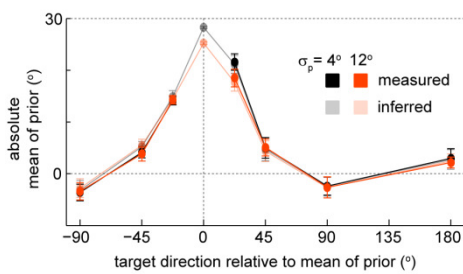 30
0
absolute
mean of prior (°)
σp = 4° 12°
measured
inferred
−90 −45 0 45 90 135 180
target direction relative to mean of prior (°)